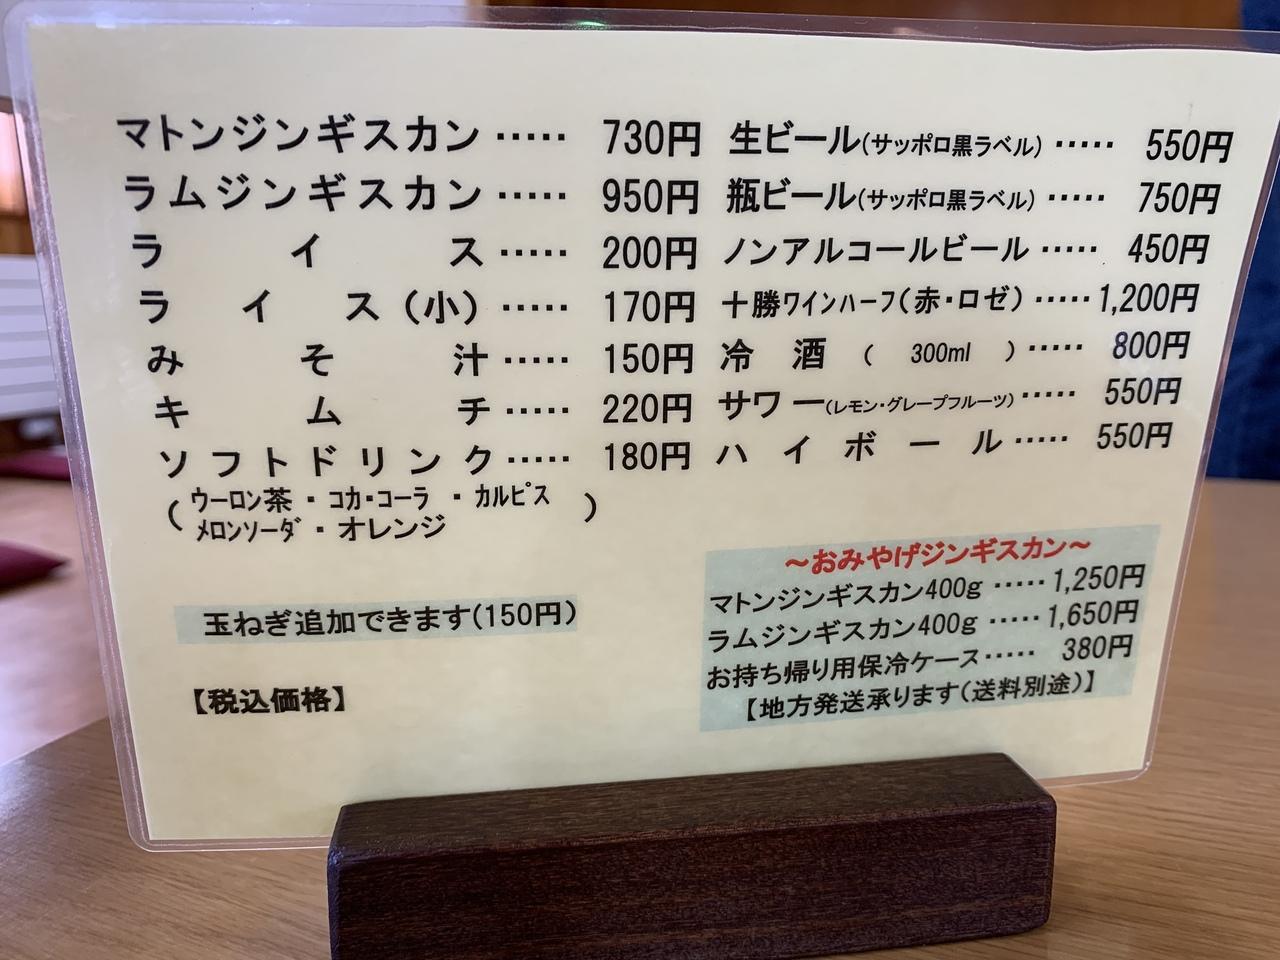 マトンジンギスカン ····· 730円
ラムジンギスカン ····· 950円
ライス ····· 200円
ライス(小) ····· 170円
みそ汁 ····· 150円
キムチ ····· 220円
ソフトドリンク ····· 180円
(ウーロン茶・コカ・コーラ・カルピス
メロンソーダ・オレンジ)
玉ねぎ追加できます(150円)
【税込価格】
生ビール(サッポロ黒ラベル) ····· 550円
瓶ビール(サッポロ黒ラベル) ····· 750円
ノンアルコールビール ····· 450円
十勝ワインハーフ(赤・ロゼ) ····· 1,200円
冷酒(300ml) ····· 800円
サワー(レモン・グレープフルーツ) ····· 550円
ハイボール ····· 550円
～おみやげジンギスカン～
マトンジンギスカン400g ····· 1,250円
ラムジンギスカン400g ····· 1,650円
お持ち帰り用保冷ケース ····· 380円
【地方発送承ります(送料別途)】